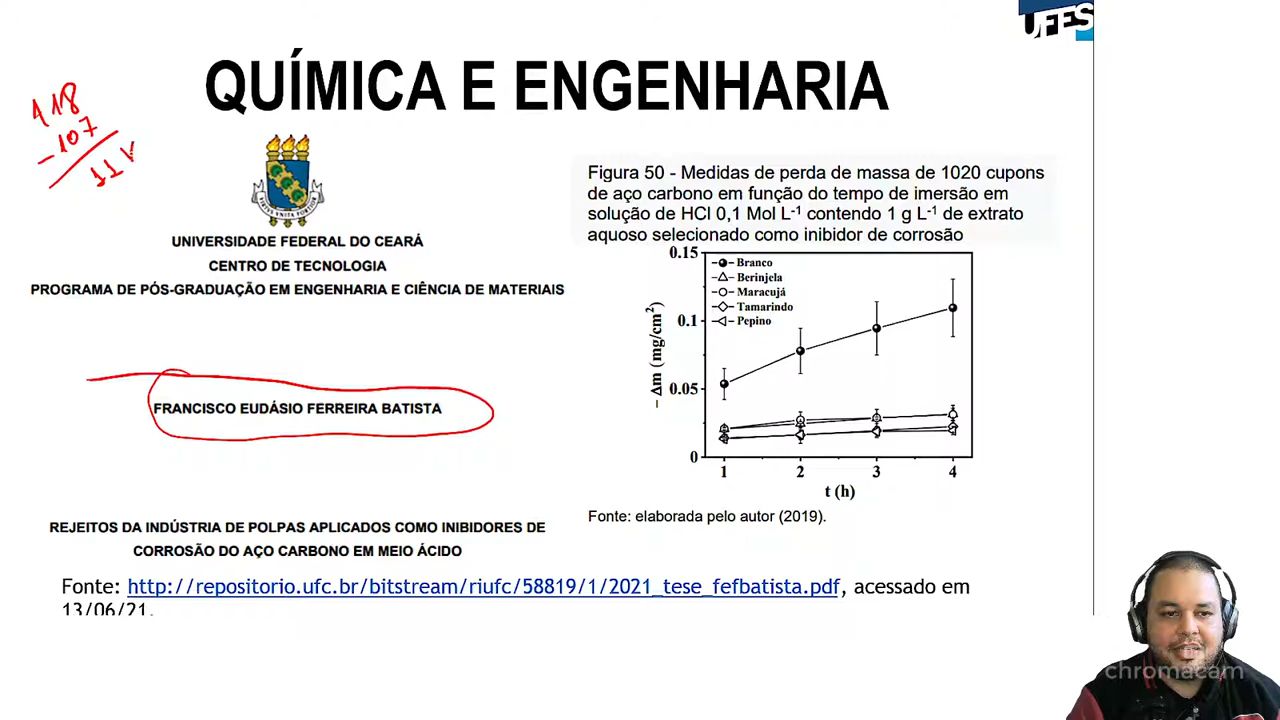 UFES
QUÍMICA E ENGENHARIA
118
-107
11
VIRTUS UNITA FORTIOR
UNIVERSIDADE FEDERAL DO CEARÁ
CENTRO DE TECNOLOGIA
PROGRAMA DE PÓS-GRADUAÇÃO EM ENGENHARIA E CIÊNCIA DE MATERIAIS
FRANCISCO EUDÁSIO FERREIRA BATISTA
REJEITOS DA INDÚSTRIA DE POLPAS APLICADOS COMO INIBIDORES DE
CORROSÃO DO AÇO CARBONO EM MEIO ÁCIDO
Figura 50 - Medidas de perda de massa de 1020 cupons
de aço carbono em função do tempo de imersão em
solução de HCl 0,1 Mol L⁻¹ contendo 1 g L⁻¹ de extrato
aquoso selecionado como inibidor de corrosão
0.15
0.1
0.05
0
− Δm (mg/cm²)
Branco
Berinjela
Maracujá
Tamarindo
Pepino
1 2 3 4
t (h)
Fonte: elaborada pelo autor (2019).
Fonte: http://repositorio.ufc.br/bitstream/riufc/58819/1/2021_tese_fefbatista.pdf, acessado em
13/06/21.
chromacam